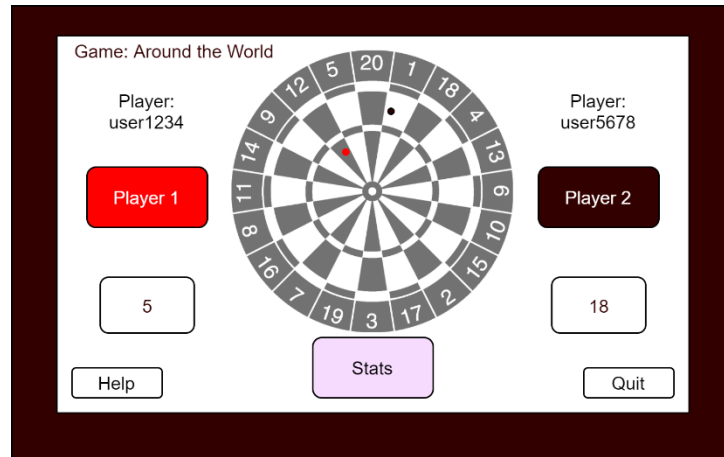 Game: Around the World
Player:
user1234
Player 1
5
Help
20
1
18
4
13
6
10
15
2
17
3
19
7
16
8
11
14
9
12
5
Stats
Player:
user5678
Player 2
18
Quit